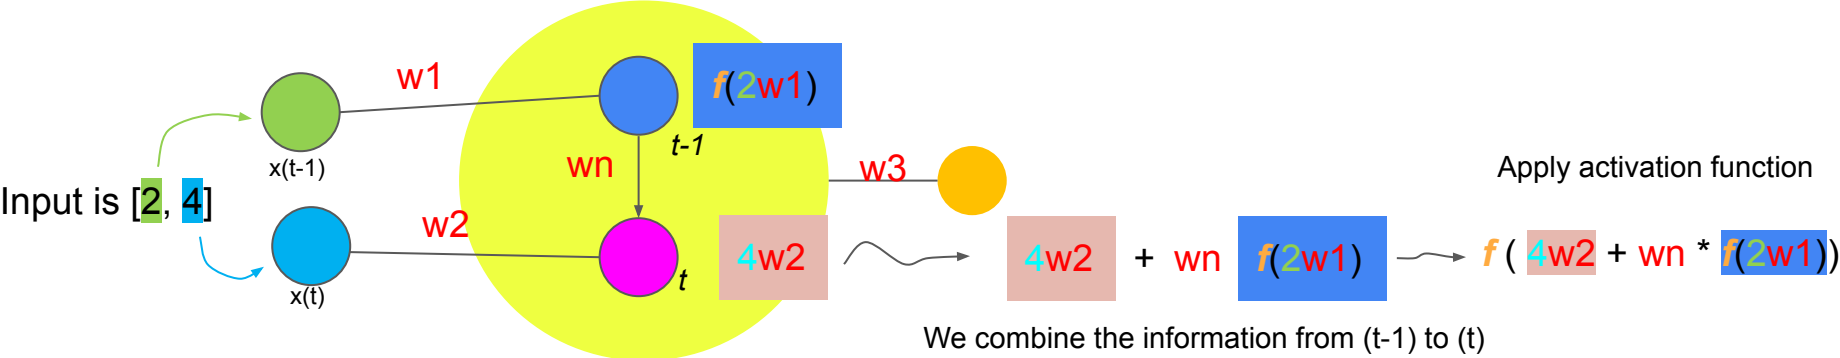 w1
f(2w1)
t-1
x(t-1)
wn
w3
Apply activation function
Input is [2, 4]
w2
4w2
4w2 + wn f(2w1)
f ( 4w2 + wn * f(2w1))
t
x(t)
We combine the information from (t-1) to (t)